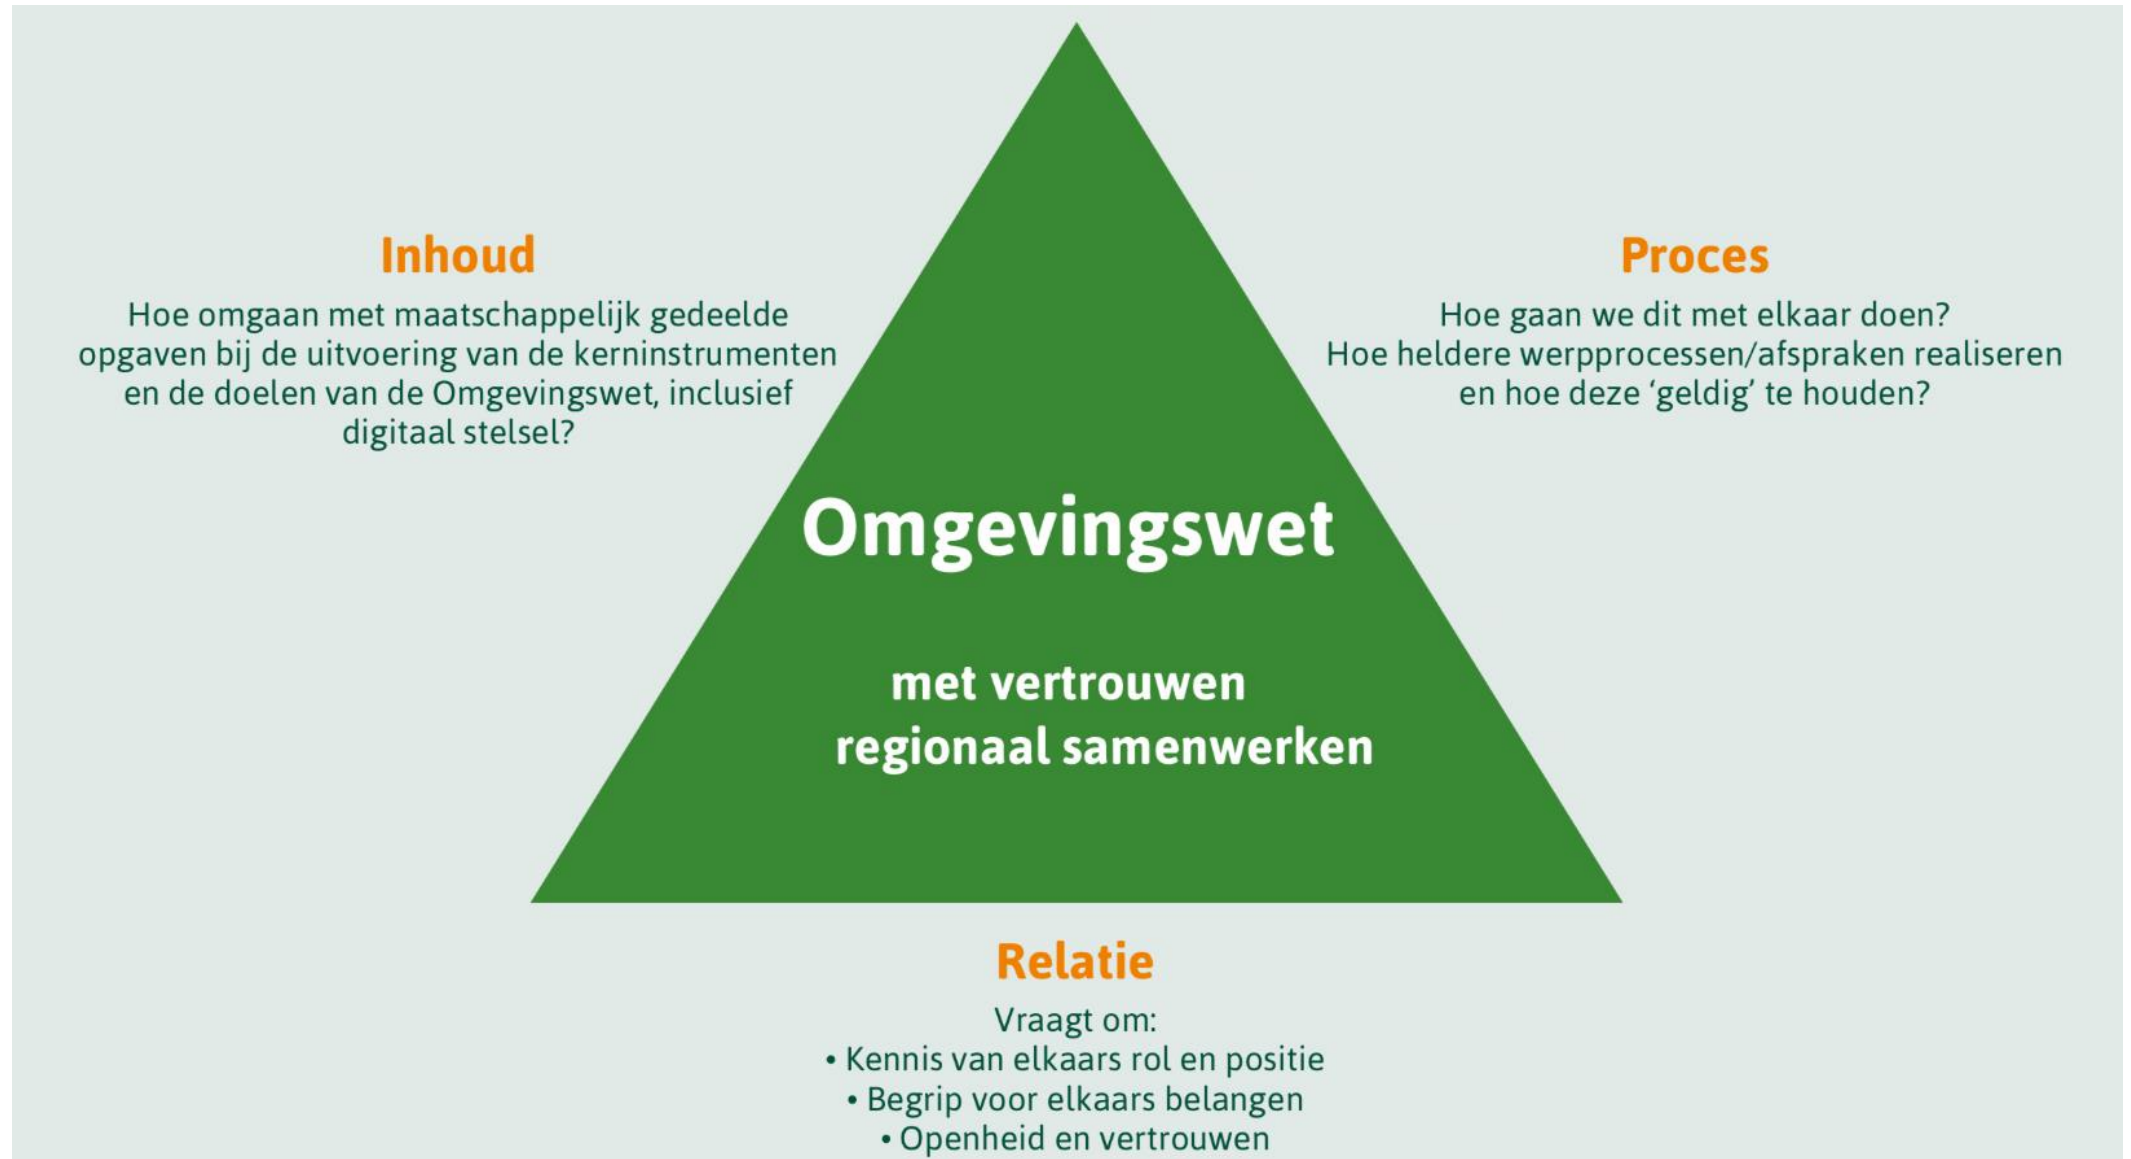 Inhoud
Hoe omgaan met maatschappelijk gedeelde
opgaven bij de uitvoering van de kerninstrumenten
en de doelen van de Omgevingswet, inclusief
digitaal stelsel?
Proces
Hoe gaan we dit met elkaar doen?
Hoe heldere werpprocessen/afspraken realiseren
en hoe deze ‘geldig’ te houden?
Omgevingswet
met vertrouwen
regionaal samenwerken
Relatie
Vraagt om:
• Kennis van elkaars rol en positie
• Begrip voor elkaars belangen
• Openheid en vertrouwen